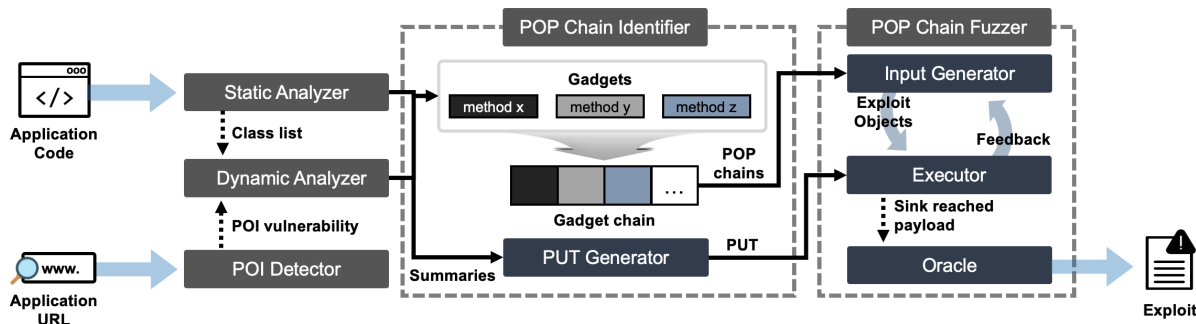 POP Chain Identifier
POP Chain Fuzzer
</>
Application
Code
Static Analyzer
Class list
Dynamic Analyzer
POI vulnerability
www.
Application
URL
POI Detector
Summaries
Gadgets
method x
method y
method z
...
Gadget chain
POP
chains
PUT Generator
PUT
Input Generator
Exploit
Objects
Feedback
Executor
Sink reached
payload
Oracle
Exploit